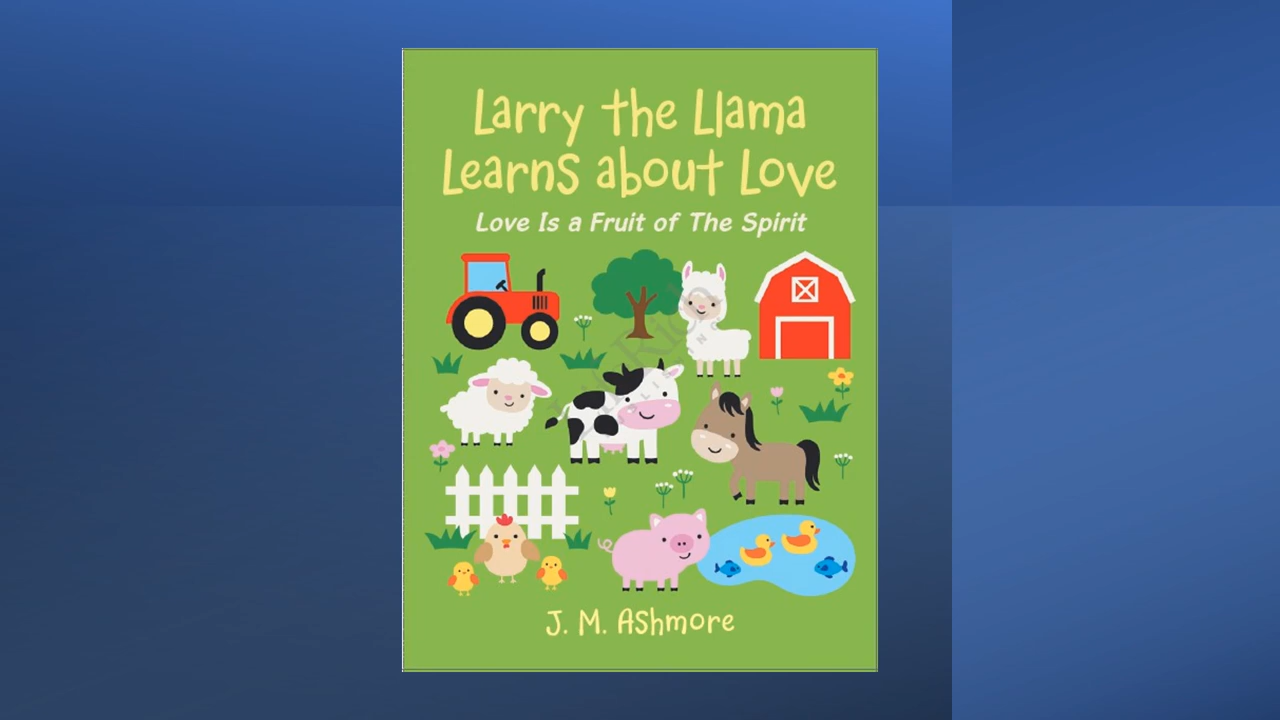 Larry the Llama
Learns about Love
Love Is a Fruit of The Spirit
J. M. Ashmore